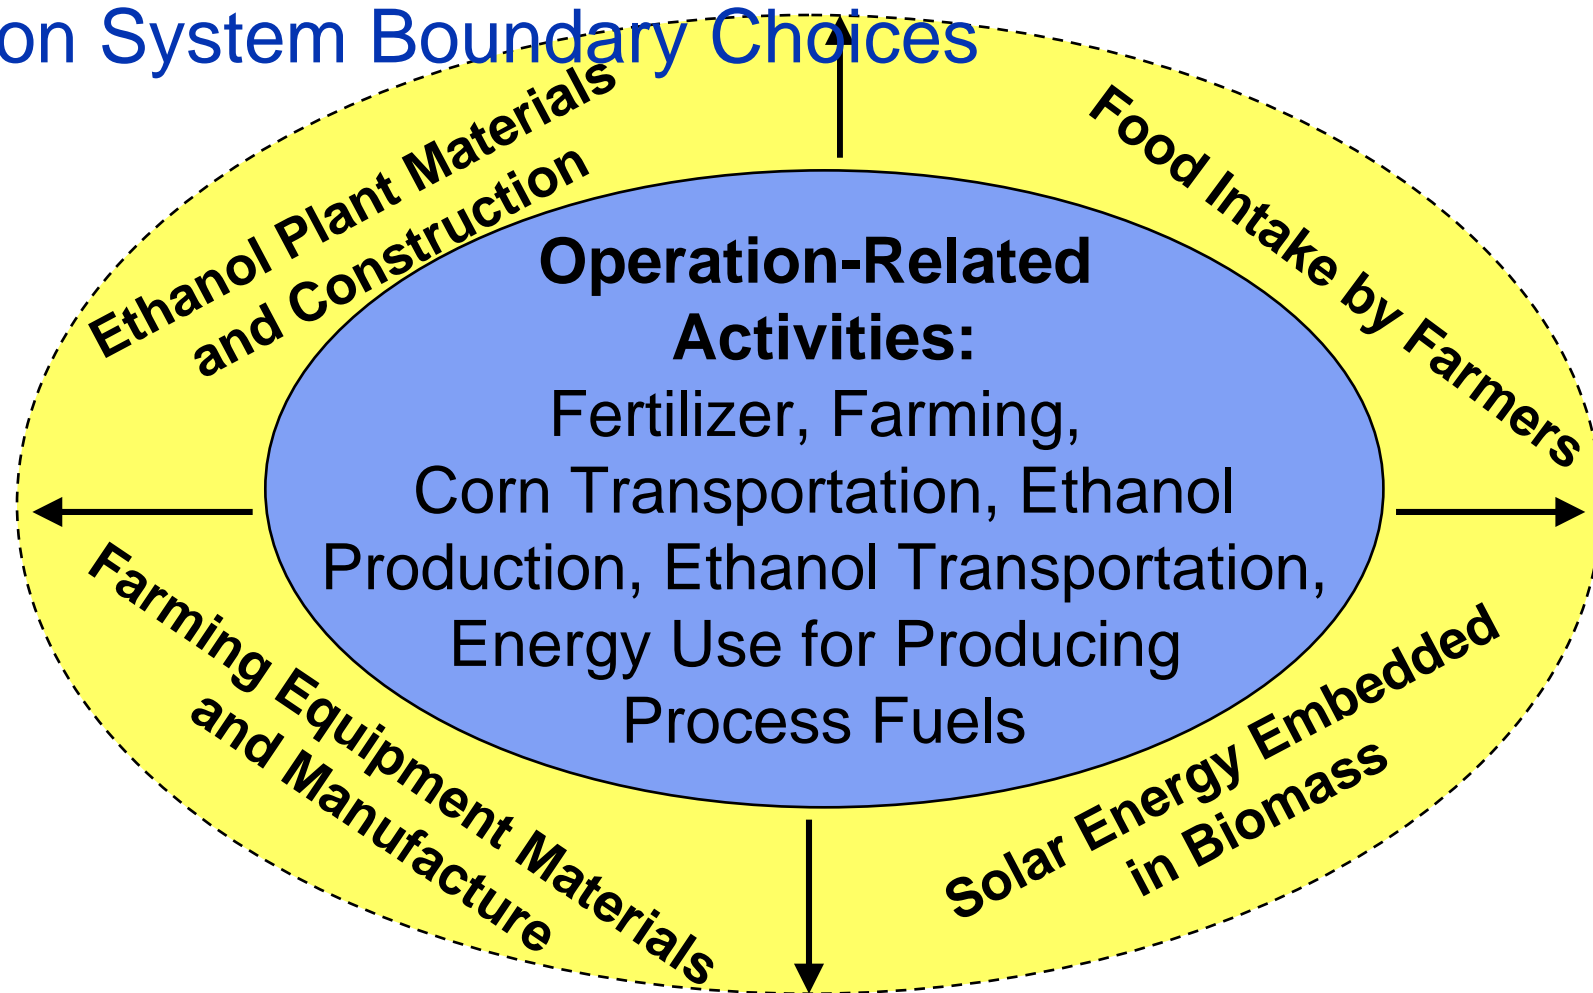 on System Boundary Choices
Ethanol Plant Materials
and Construction
Food Intake by Farmers
Operation-Related
Activities:
Fertilizer, Farming,
Corn Transportation, Ethanol
Production, Ethanol Transportation,
Energy Use for Producing
Process Fuels
Farming Equipment Materials
and Manufacture
Solar Energy Embedded
in Biomass